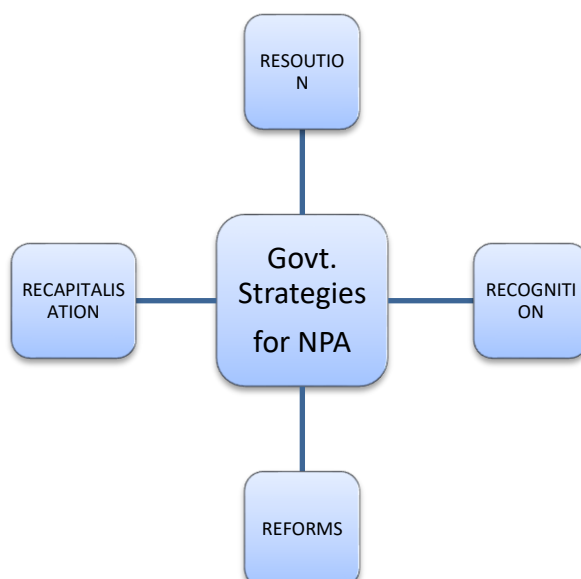 RESOUTIO
N
Govt.
Strategies
for NPA
RECAPITALIS
ATION
RECOGNITI
ON
REFORMS